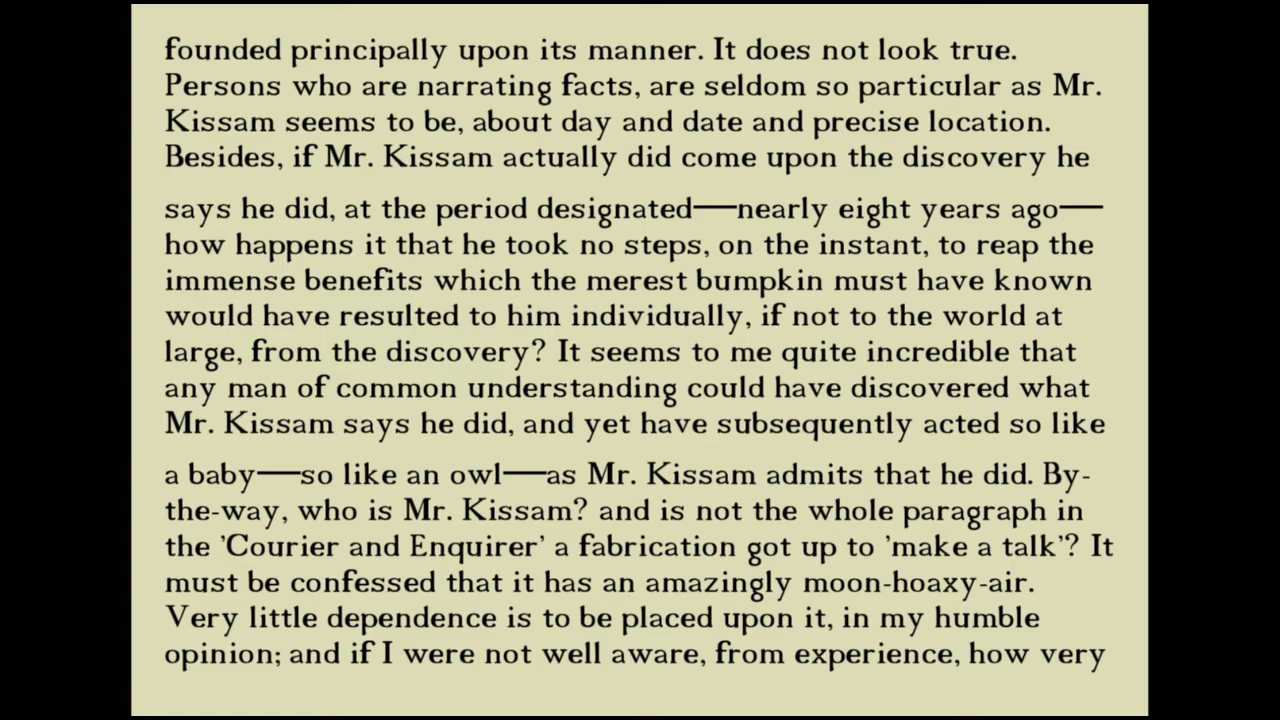 founded principally upon its manner. It does not look true.
Persons who are narrating facts, are seldom so particular as Mr.
Kissam seems to be, about day and date and precise location.
Besides, if Mr. Kissam actually did come upon the discovery he
says he did, at the period designated——nearly eight years ago——
how happens it that he took no steps, on the instant, to reap the
immense benefits which the merest bumpkin must have known
would have resulted to him individually, if not to the world at
large, from the discovery? It seems to me quite incredible that
any man of common understanding could have discovered what
Mr. Kissam says he did, and yet have subsequently acted so like
a baby——so like an owl——as Mr. Kissam admits that he did. By-
the-way, who is Mr. Kissam? and is not the whole paragraph in
the 'Courier and Enquirer' a fabrication got up to 'make a talk'? It
must be confessed that it has an amazingly moon-hoaxy-air.
Very little dependence is to be placed upon it, in my humble
opinion; and if I were not well aware, from experience, how very